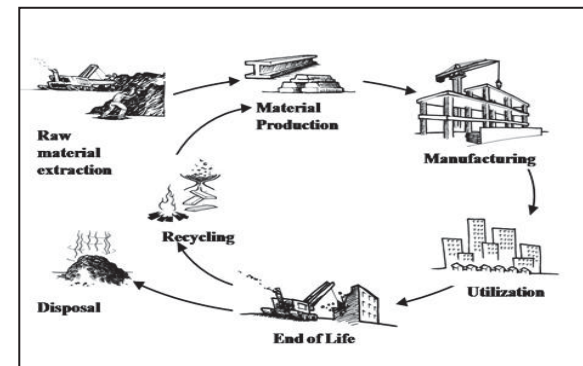 Raw
material
extraction
Material
Production
Manufacturing
Utilization
End of Life
Recycling
Disposal